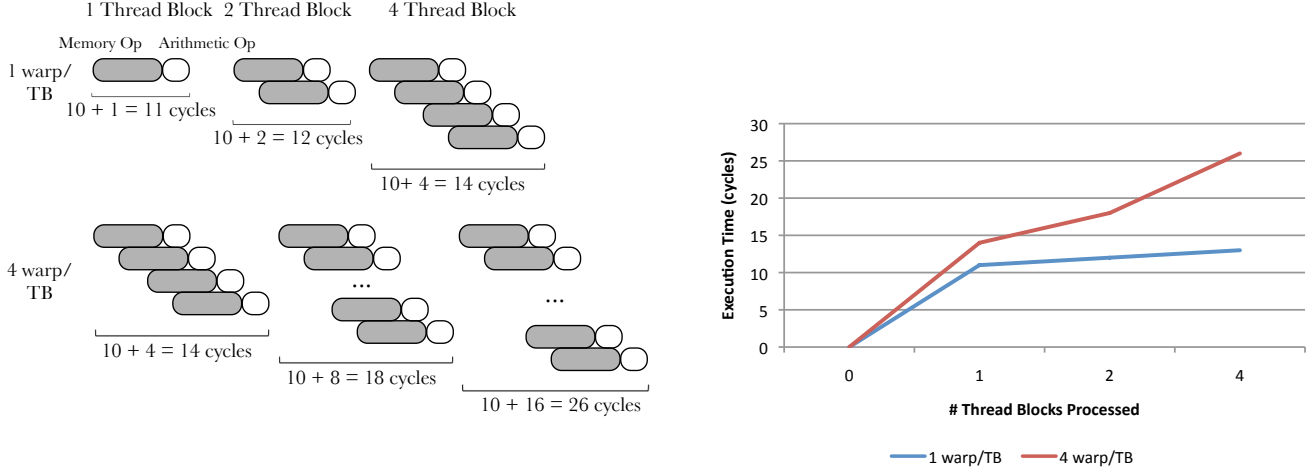 1 Thread Block 2 Thread Block 4 Thread Block
Memory Op Arithmetic Op
1 warp/
TB
10 + 1 = 11 cycles
10 + 2 = 12 cycles
10+ 4 = 14 cycles
4 warp/
TB
...
...
10 + 4 = 14 cycles
10 + 8 = 18 cycles
10 + 16 = 26 cycles
Execution Time (cycles)
30
25
20
15
10
5
0
0 1 2 4
# Thread Blocks Processed
1 warp/TB 4 warp/TB